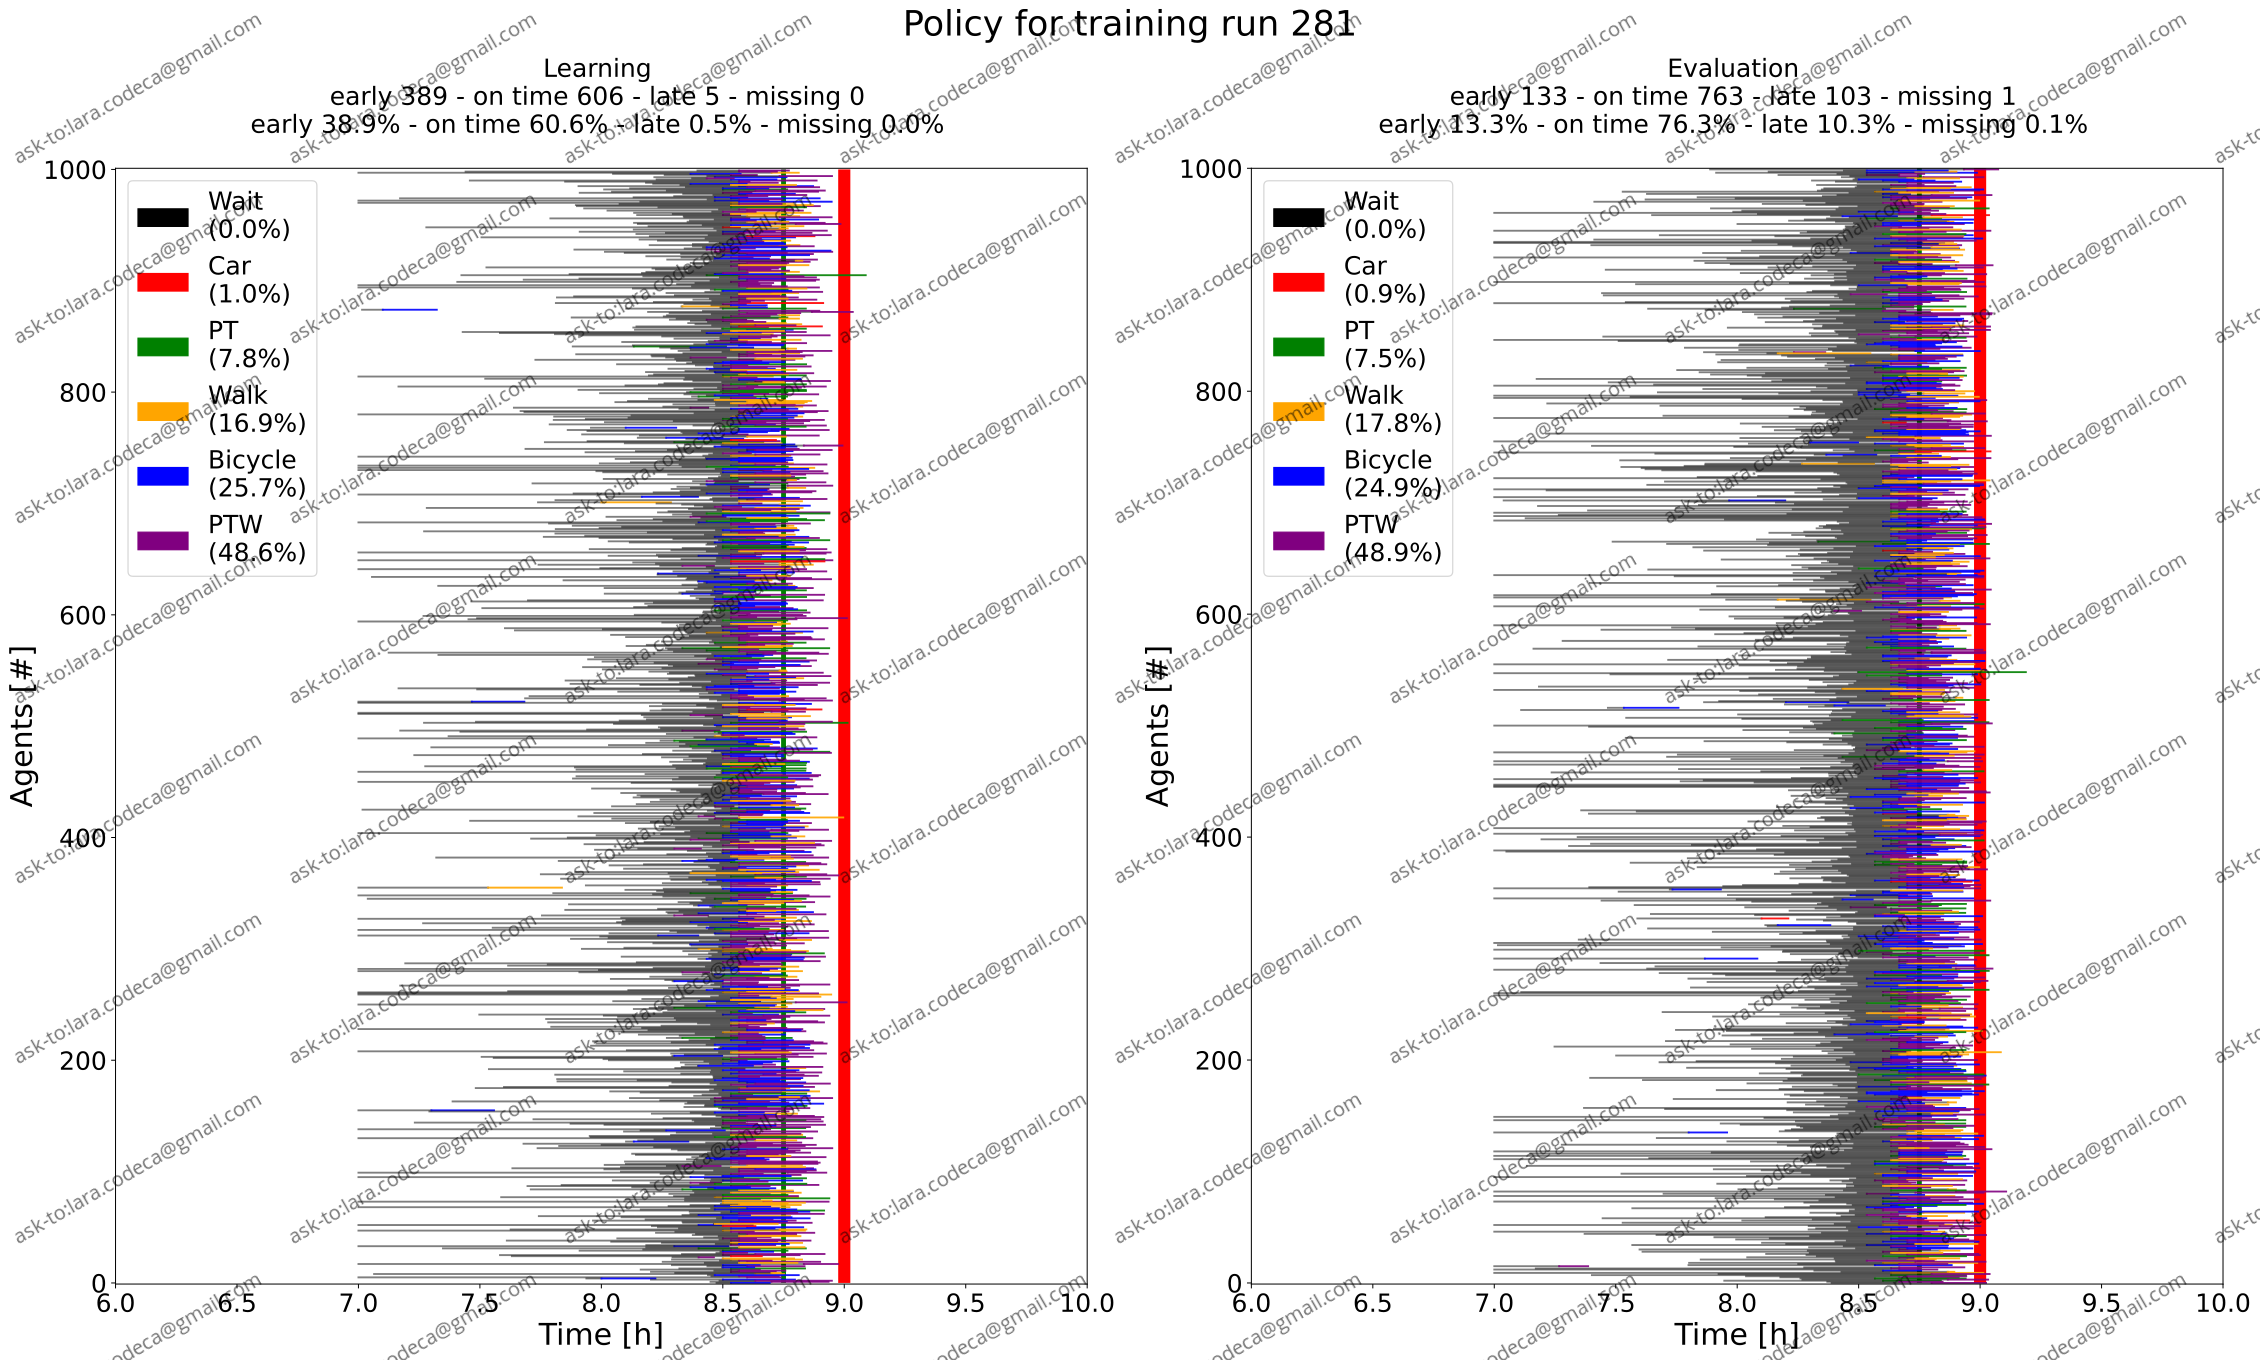 Policy for training run 281
Learning
early 389 - on time 606 - late 5 - missing 0
early 38.9% - on time 60.6% - late 0.5% - missing 0.0%
Evaluation
early 133 - on time 763 - late 103 - missing 1
early 13.3% - on time 76.3% - late 10.3% - missing 0.1%
Wait
(0.0%)
Car
(1.0%)
PT
(7.8%)
Walk
(16.9%)
Bicycle
(25.7%)
PTW
(48.6%)
1000
800
600
400
200
0
Agents [#]
6.0 6.5 7.0 7.5 8.0 8.5 9.0 9.5 10.0
Time [h]
Wait
(0.0%)
Car
(0.9%)
PT
(7.5%)
Walk
(17.8%)
Bicycle
(24.9%)
PTW
(48.9%)
1000
800
600
400
200
0
Agents [#]
6.0 6.5 7.0 7.5 8.0 8.5 9.0 9.5 10.0
Time [h]
ask-to:lara.codeca@gmail.com